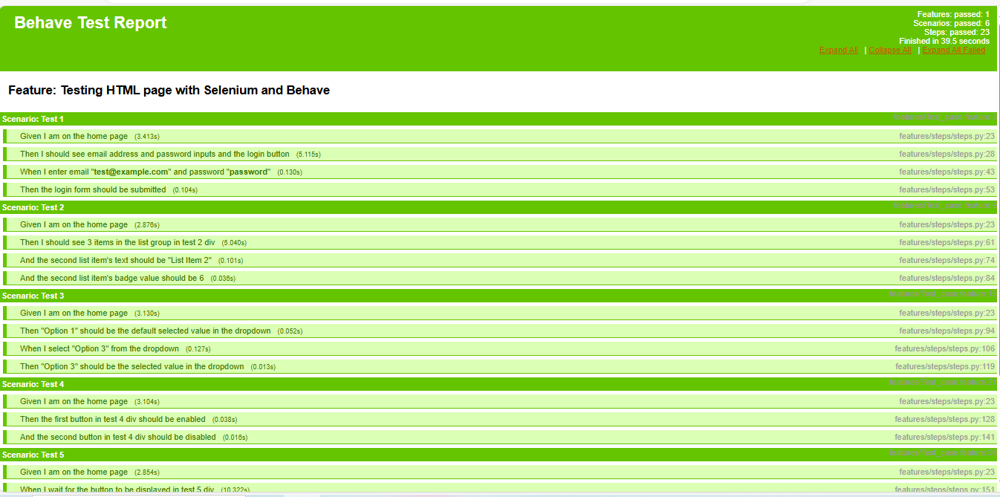 Behave Test Report
Features: passed: 1
Scenarios: passed: 6
Steps: passed: 23
Finished in 39.5 seconds
Expand All | Collapse All | Expand All Failed
Feature: Testing HTML page with Selenium and Behave
Scenario: Test 1 features/Test_case.feature:3
Given I am on the home page (3.413s) features/steps/steps.py:23
Then I should see email address and password inputs and the login button (5.115s) features/steps/steps.py:28
When I enter email "test@example.com" and password "password" (0.130s) features/steps/steps.py:43
Then the login form should be submitted (0.104s) features/steps/steps.py:53
Scenario: Test 2 features/Test_case.feature:9
Given I am on the home page (2.876s) features/steps/steps.py:23
Then I should see 3 items in the list group in test 2 div (5.040s) features/steps/steps.py:61
And the second list item's text should be "List Item 2" (0.101s) features/steps/steps.py:74
And the second list item's badge value should be 6 (0.036s) features/steps/steps.py:84
Scenario: Test 3 features/Test_case.feature:15
Given I am on the home page (3.130s) features/steps/steps.py:23
Then "Option 1" should be the default selected value in the dropdown (0.052s) features/steps/steps.py:94
When I select "Option 3" from the dropdown (0.127s) features/steps/steps.py:106
Then "Option 3" should be the selected value in the dropdown (0.013s) features/steps/steps.py:119
Scenario: Test 4 features/Test_case.feature:21
Given I am on the home page (3.104s) features/steps/steps.py:23
Then the first button in test 4 div should be enabled (0.038s) features/steps/steps.py:128
And the second button in test 4 div should be disabled (0.016s) features/steps/steps.py:141
Scenario: Test 5 features/Test_case.feature:26
Given I am on the home page (2.854s) features/steps/steps.py:23
When I wait for the button to be displayed in test 5 div (10.322s) features/steps/steps.py:151